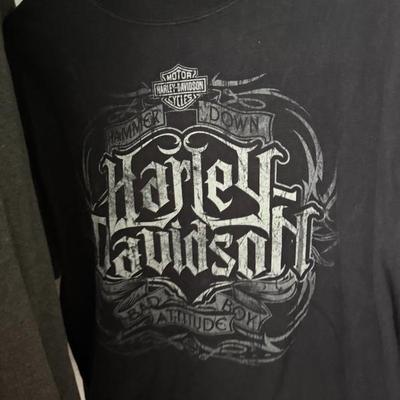 MOTOR
HARLEY-DAVIDSON
CYCLES
HAMMER DOWN
Harley-
Davidson
BAD BOY
ATTITUDE